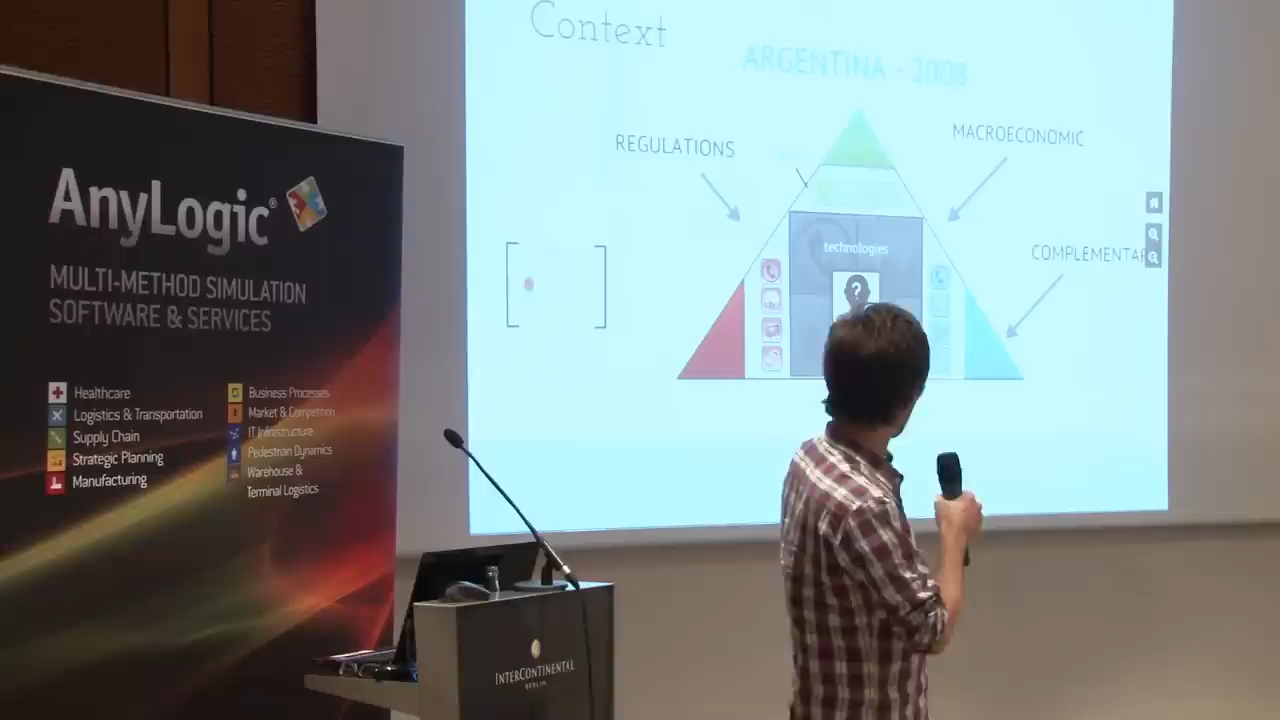 AnyLogic®
MULTI-METHOD SIMULATION
SOFTWARE & SERVICES
Healthcare
Logistics & Transportation
Supply Chain
Strategic Planning
Manufacturing
Business Processes
Market & Competition
IT Infrastructure
Pedestrian Dynamics
Warehouse &
Terminal Logistics
Context
ARGENTINA - 2008
REGULATIONS
MACROECONOMIC
technologies
?
COMPLEMENTAR
INTERCONTINENTAL
BERLIN